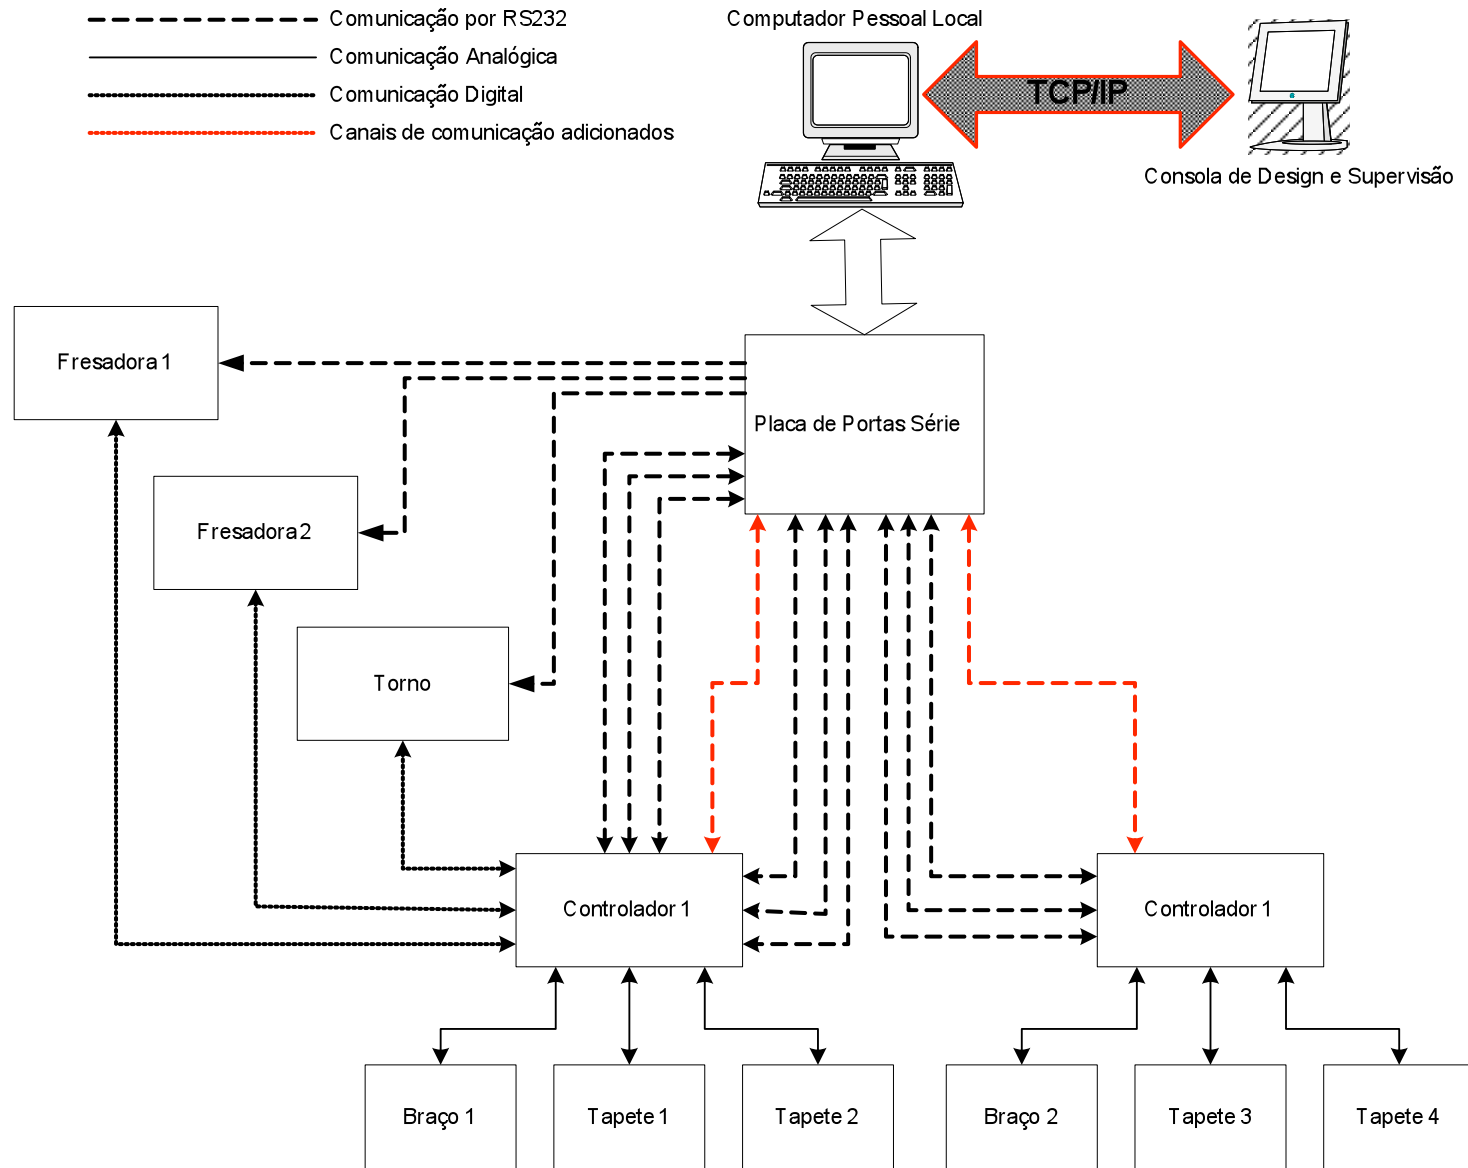 Comunicação por RS232
Comunicação Analógica
Comunicação Digital
Canais de comunicação adicionados
Computador Pessoal Local
TCP/IP
Consola de Design e Supervisão
Fresadora 1
Placa de Portas Série
Fresadora 2
Torno
Controlador 1
Controlador 1
Braço 1
Tapete 1
Tapete 2
Braço 2
Tapete 3
Tapete 4